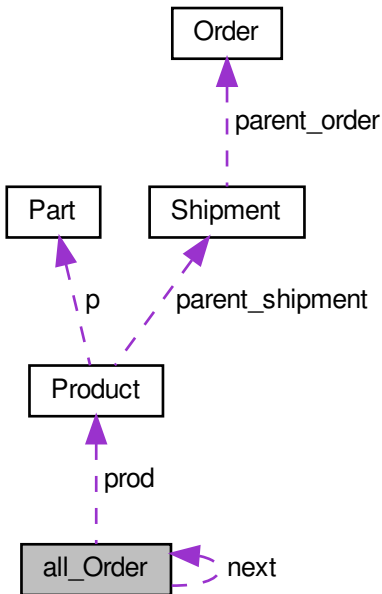 Order
parent_order
Part
Shipment
p
parent_shipment
Product
prod
all_Order
next